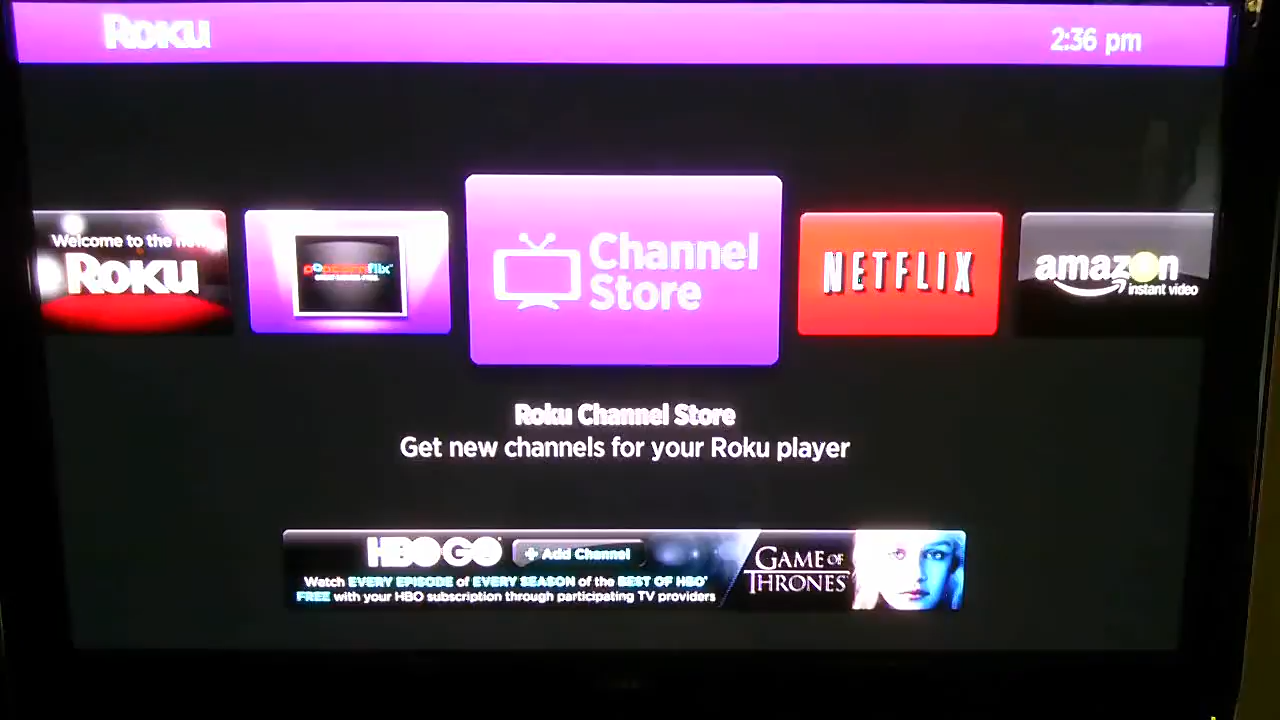 Roku
2:36 pm
Welcome to the new
Roku
popcornflix
Channel
Store
NETFLIX
amazon
instant video
Roku Channel Store
Get new channels for your Roku player
HBO GO
+ Add Channel
Watch EVERY EPISODE of EVERY SEASON of the BEST OF HBO®
FREE with your HBO subscription through participating TV providers
GAME OF
THRONES